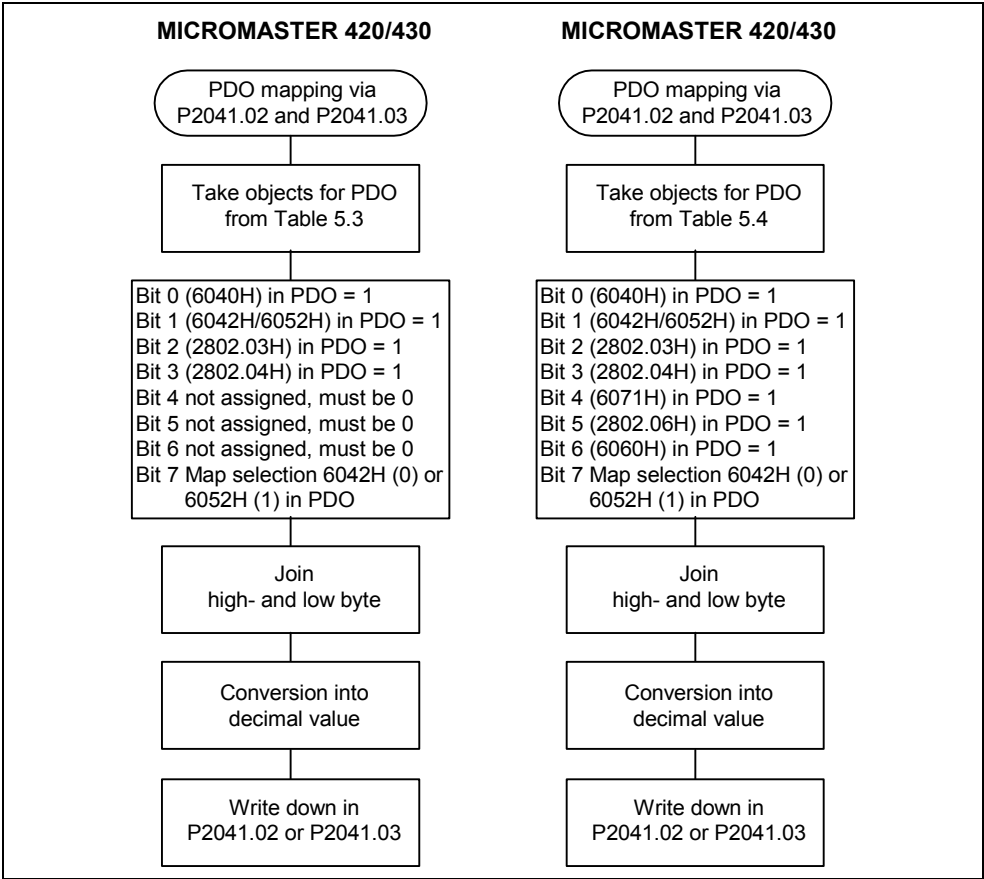 MICROMASTER 420/430
PDO mapping via
P2041.02 and P2041.03
Take objects for PDO
from Table 5.3
Bit 0 (6040H) in PDO = 1
Bit 1 (6042H/6052H) in PDO = 1
Bit 2 (2802.03H) in PDO = 1
Bit 3 (2802.04H) in PDO = 1
Bit 4 not assigned, must be 0
Bit 5 not assigned, must be 0
Bit 6 not assigned, must be 0
Bit 7 Map selection 6042H (0) or
6052H (1) in PDO
Join
high- and low byte
Conversion into
decimal value
Write down in
P2041.02 or P2041.03
MICROMASTER 420/430
PDO mapping via
P2041.02 and P2041.03
Take objects for PDO
from Table 5.4
Bit 0 (6040H) in PDO = 1
Bit 1 (6042H/6052H) in PDO = 1
Bit 2 (2802.03H) in PDO = 1
Bit 3 (2802.04H) in PDO = 1
Bit 4 (6071H) in PDO = 1
Bit 5 (2802.06H) in PDO = 1
Bit 6 (6060H) in PDO = 1
Bit 7 Map selection 6042H (0) or
6052H (1) in PDO
Join
high- and low byte
Conversion into
decimal value
Write down in
P2041.02 or P2041.03